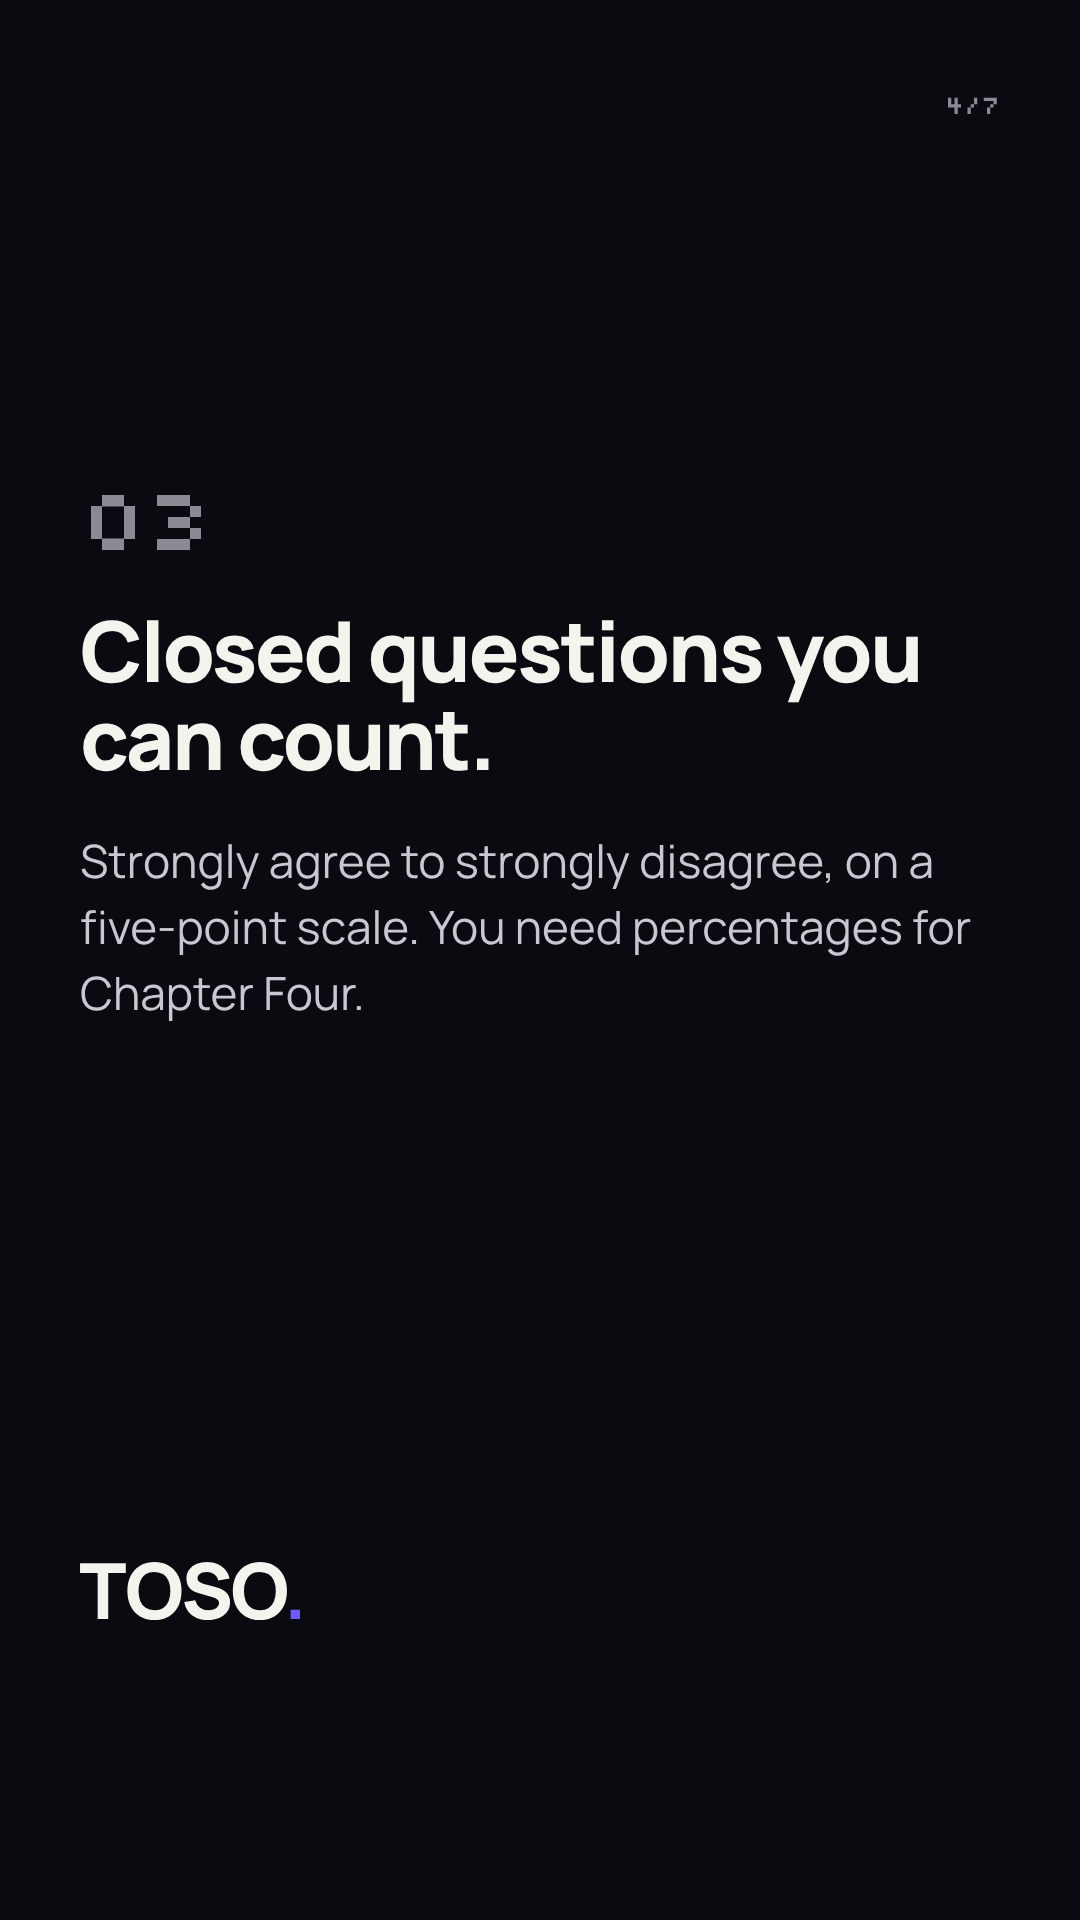 4/7
03
Closed questions you
can count.
Strongly agree to strongly disagree, on a
five-point scale. You need percentages for
Chapter Four.
TOSO.